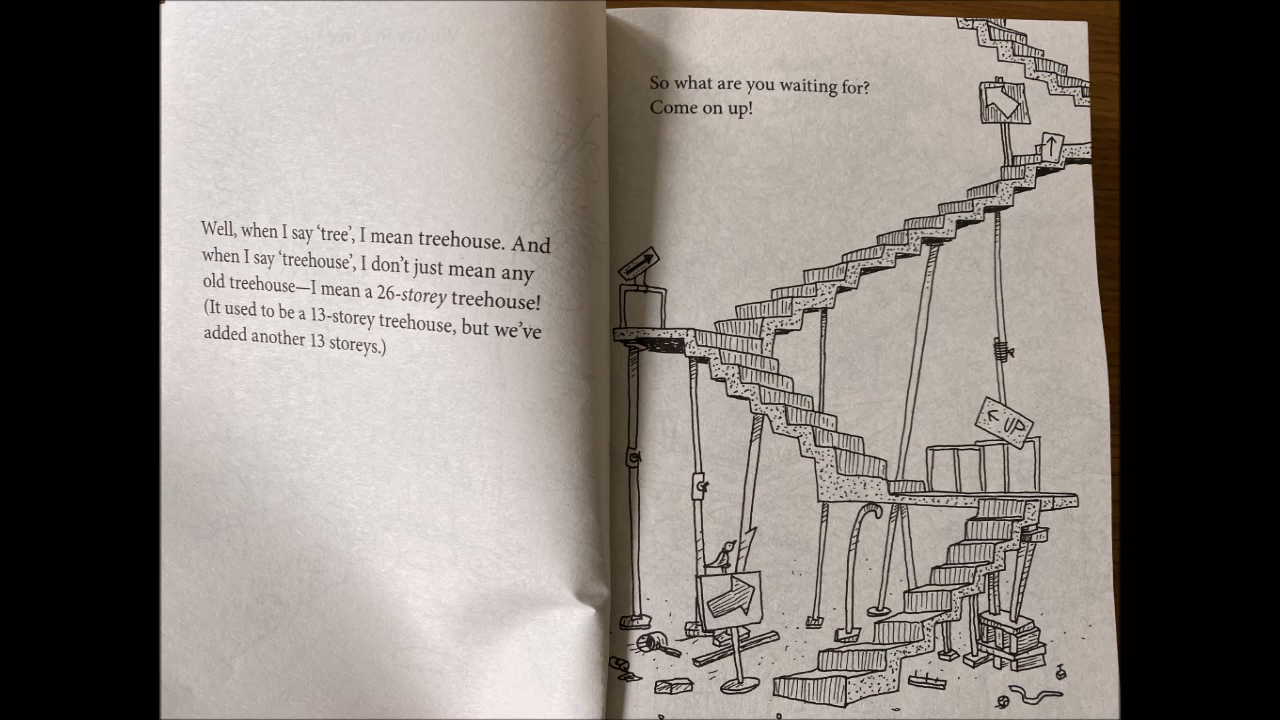 Well, when I say ‘tree’, I mean treehouse. And
when I say ‘treehouse’, I don’t just mean any
old treehouse—I mean a 26-storey treehouse!
(It used to be a 13-storey treehouse, but we’ve
added another 13 storeys.)
So what are you waiting for?
Come on up!
← UP